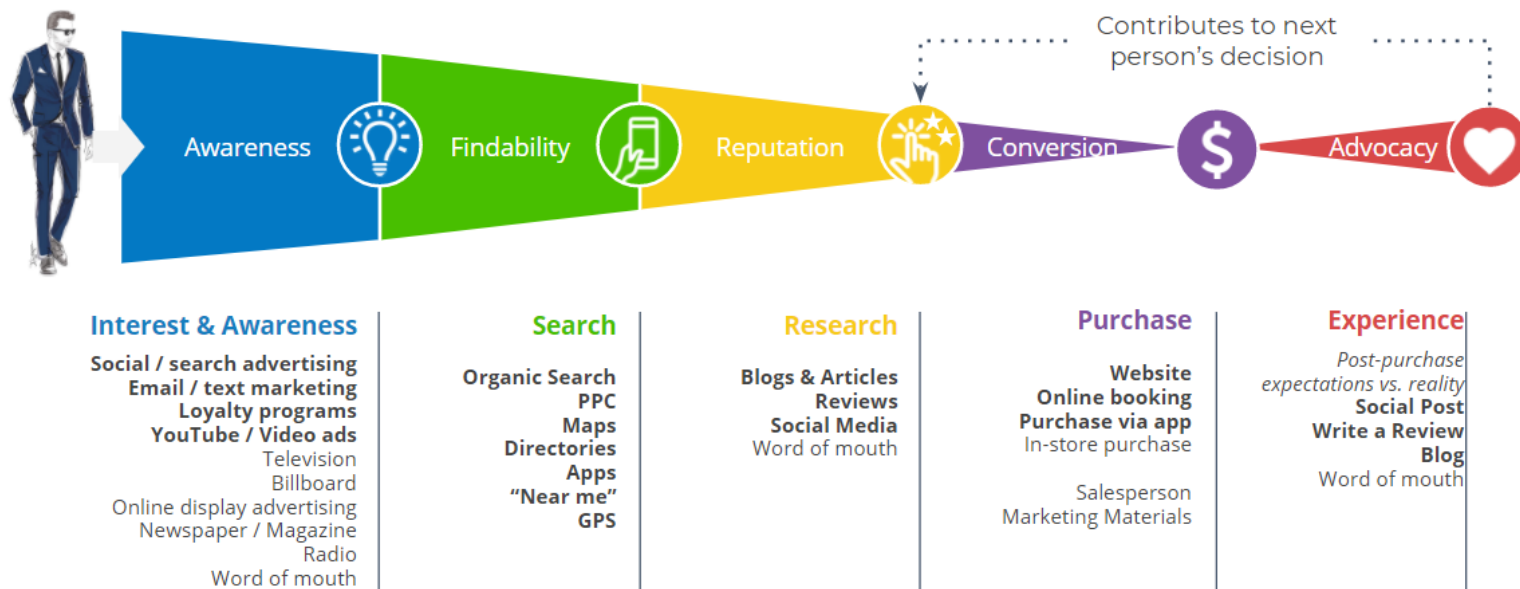 Contributes to next
person's decision
Awareness
Findability
Reputation
Conversion
$
Advocacy
Interest & Awareness
Social / search advertising
Email / text marketing
Loyalty programs
YouTube / Video ads
Television
Billboard
Online display advertising
Newspaper / Magazine
Radio
Word of mouth
Search
Organic Search
PPC
Maps
Directories
Apps
“Near me”
GPS
Research
Blogs & Articles
Reviews
Social Media
Word of mouth
Purchase
Website
Online booking
Purchase via app
In-store purchase
Salesperson
Marketing Materials
Experience
Post-purchase
expectations vs. reality
Social Post
Write a Review
Blog
Word of mouth